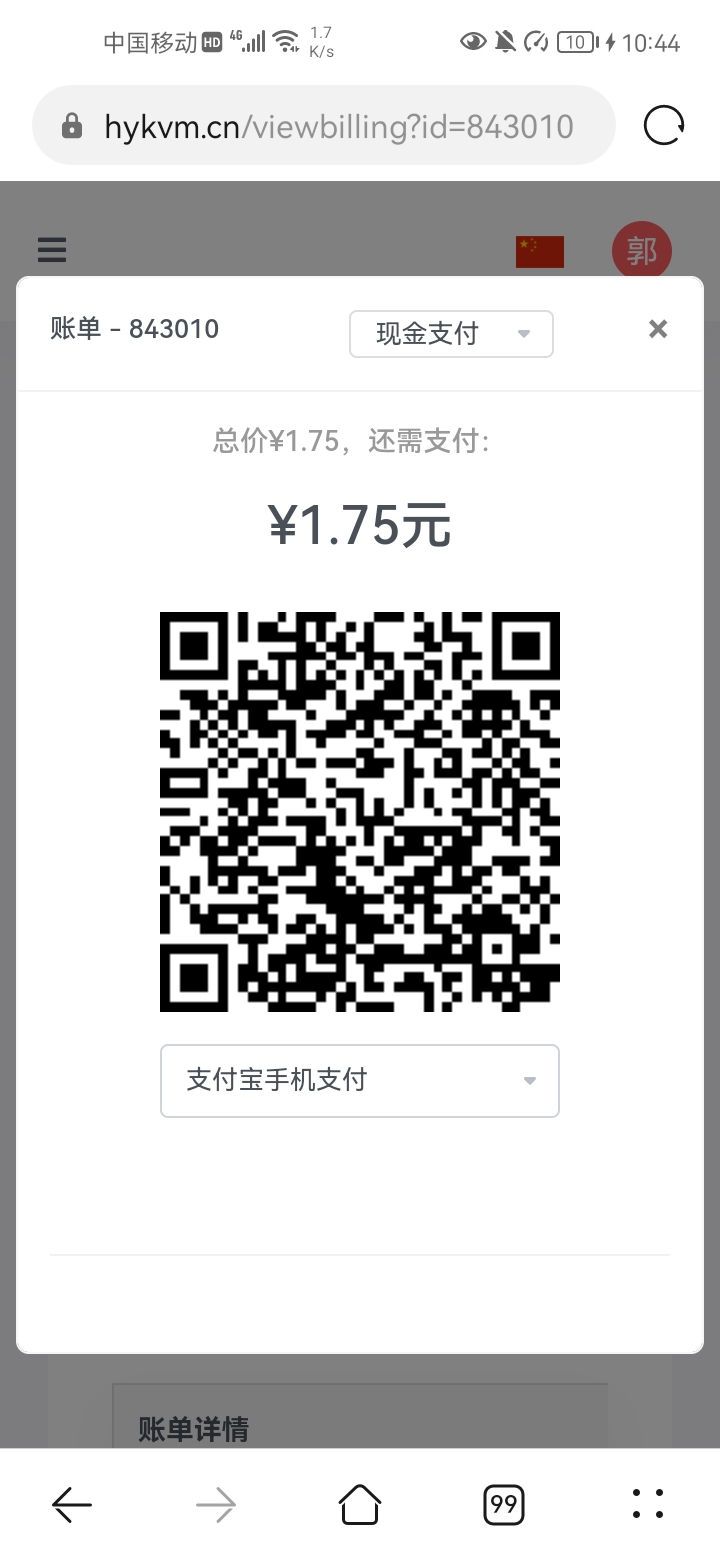 中国移动 HD 4G 1.7 K/s 10 10:44
hykvm.cn/viewbilling?id=843010
郭
账单 - 843010 现金支付 ×
总价¥1.75，还需支付：
¥1.75元
支付宝手机支付
账单详情
99